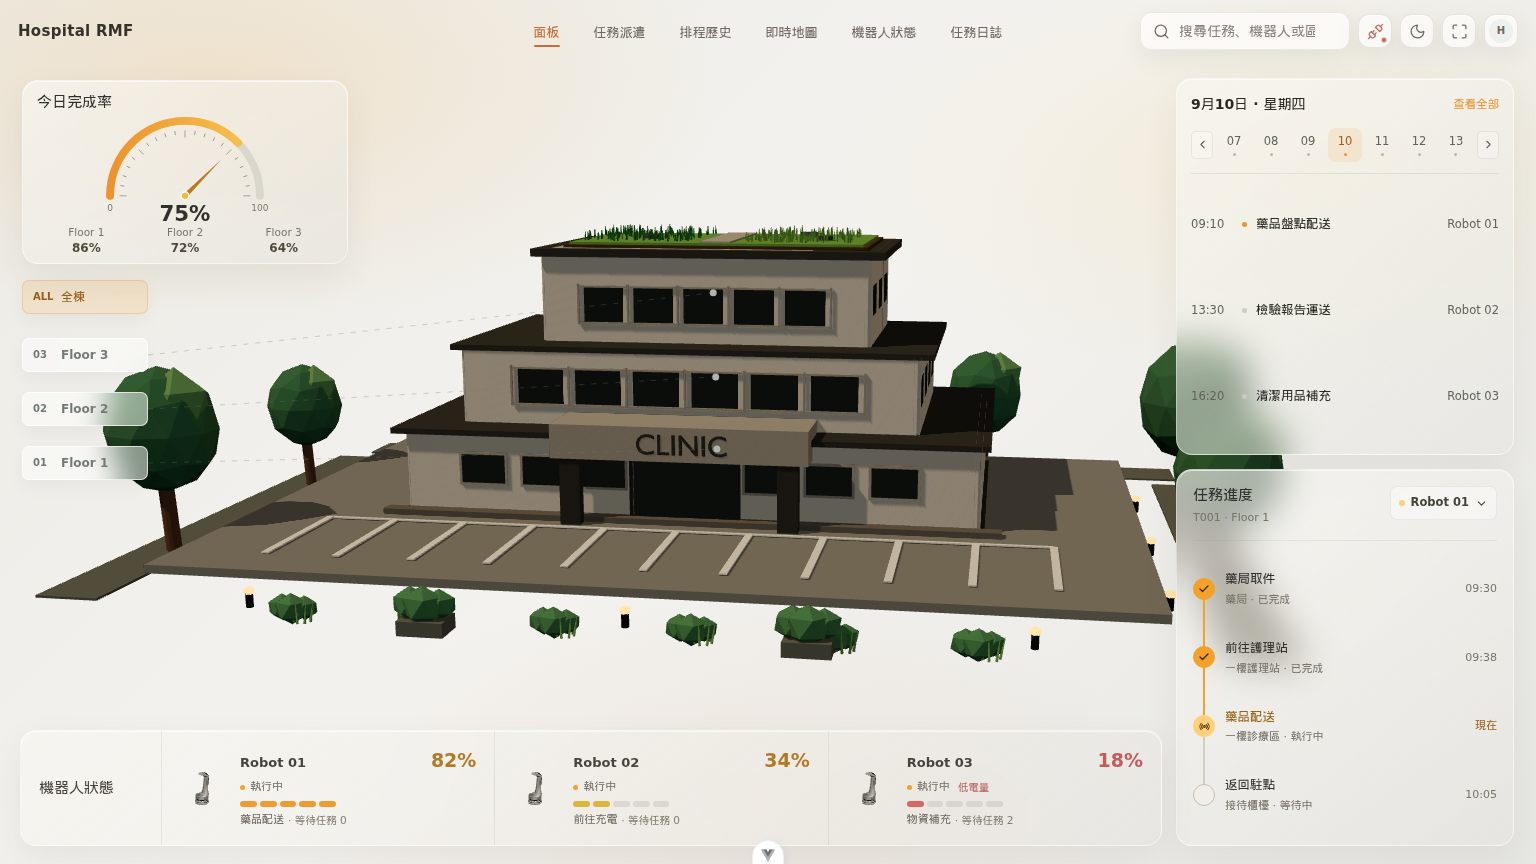 Hospital RMF
面板
任務派遣
排程歷史
即時地圖
機器人狀態
任務日誌
搜尋任務、機器人或區
H
今日完成率
0
100
75%
Floor 1
Floor 2
Floor 3
86%
72%
64%
ALL 全棟
03 Floor 3
02 Floor 2
01 Floor 1
CLINIC
9月10日・星期四
查看全部
07 08 09 10 11 12 13
09:10 藥品盤點配送 Robot 01
13:30 檢驗報告運送 Robot 02
16:20 清潔用品補充 Robot 03
任務進度
T001 · Floor 1
Robot 01
藥局取件
藥局 · 已完成
09:30
前往護理站
一樓護理站 · 已完成
09:38
藥品配送
一樓診療區 · 執行中
現在
返回駐點
接待櫃檯 · 等待中
10:05
機器人狀態
Robot 01
82%
執行中
藥品配送 · 等待任務 0
Robot 02
34%
執行中
前往充電 · 等待任務 0
Robot 03
18%
執行中 低電量
物資補充 · 等待任務 2